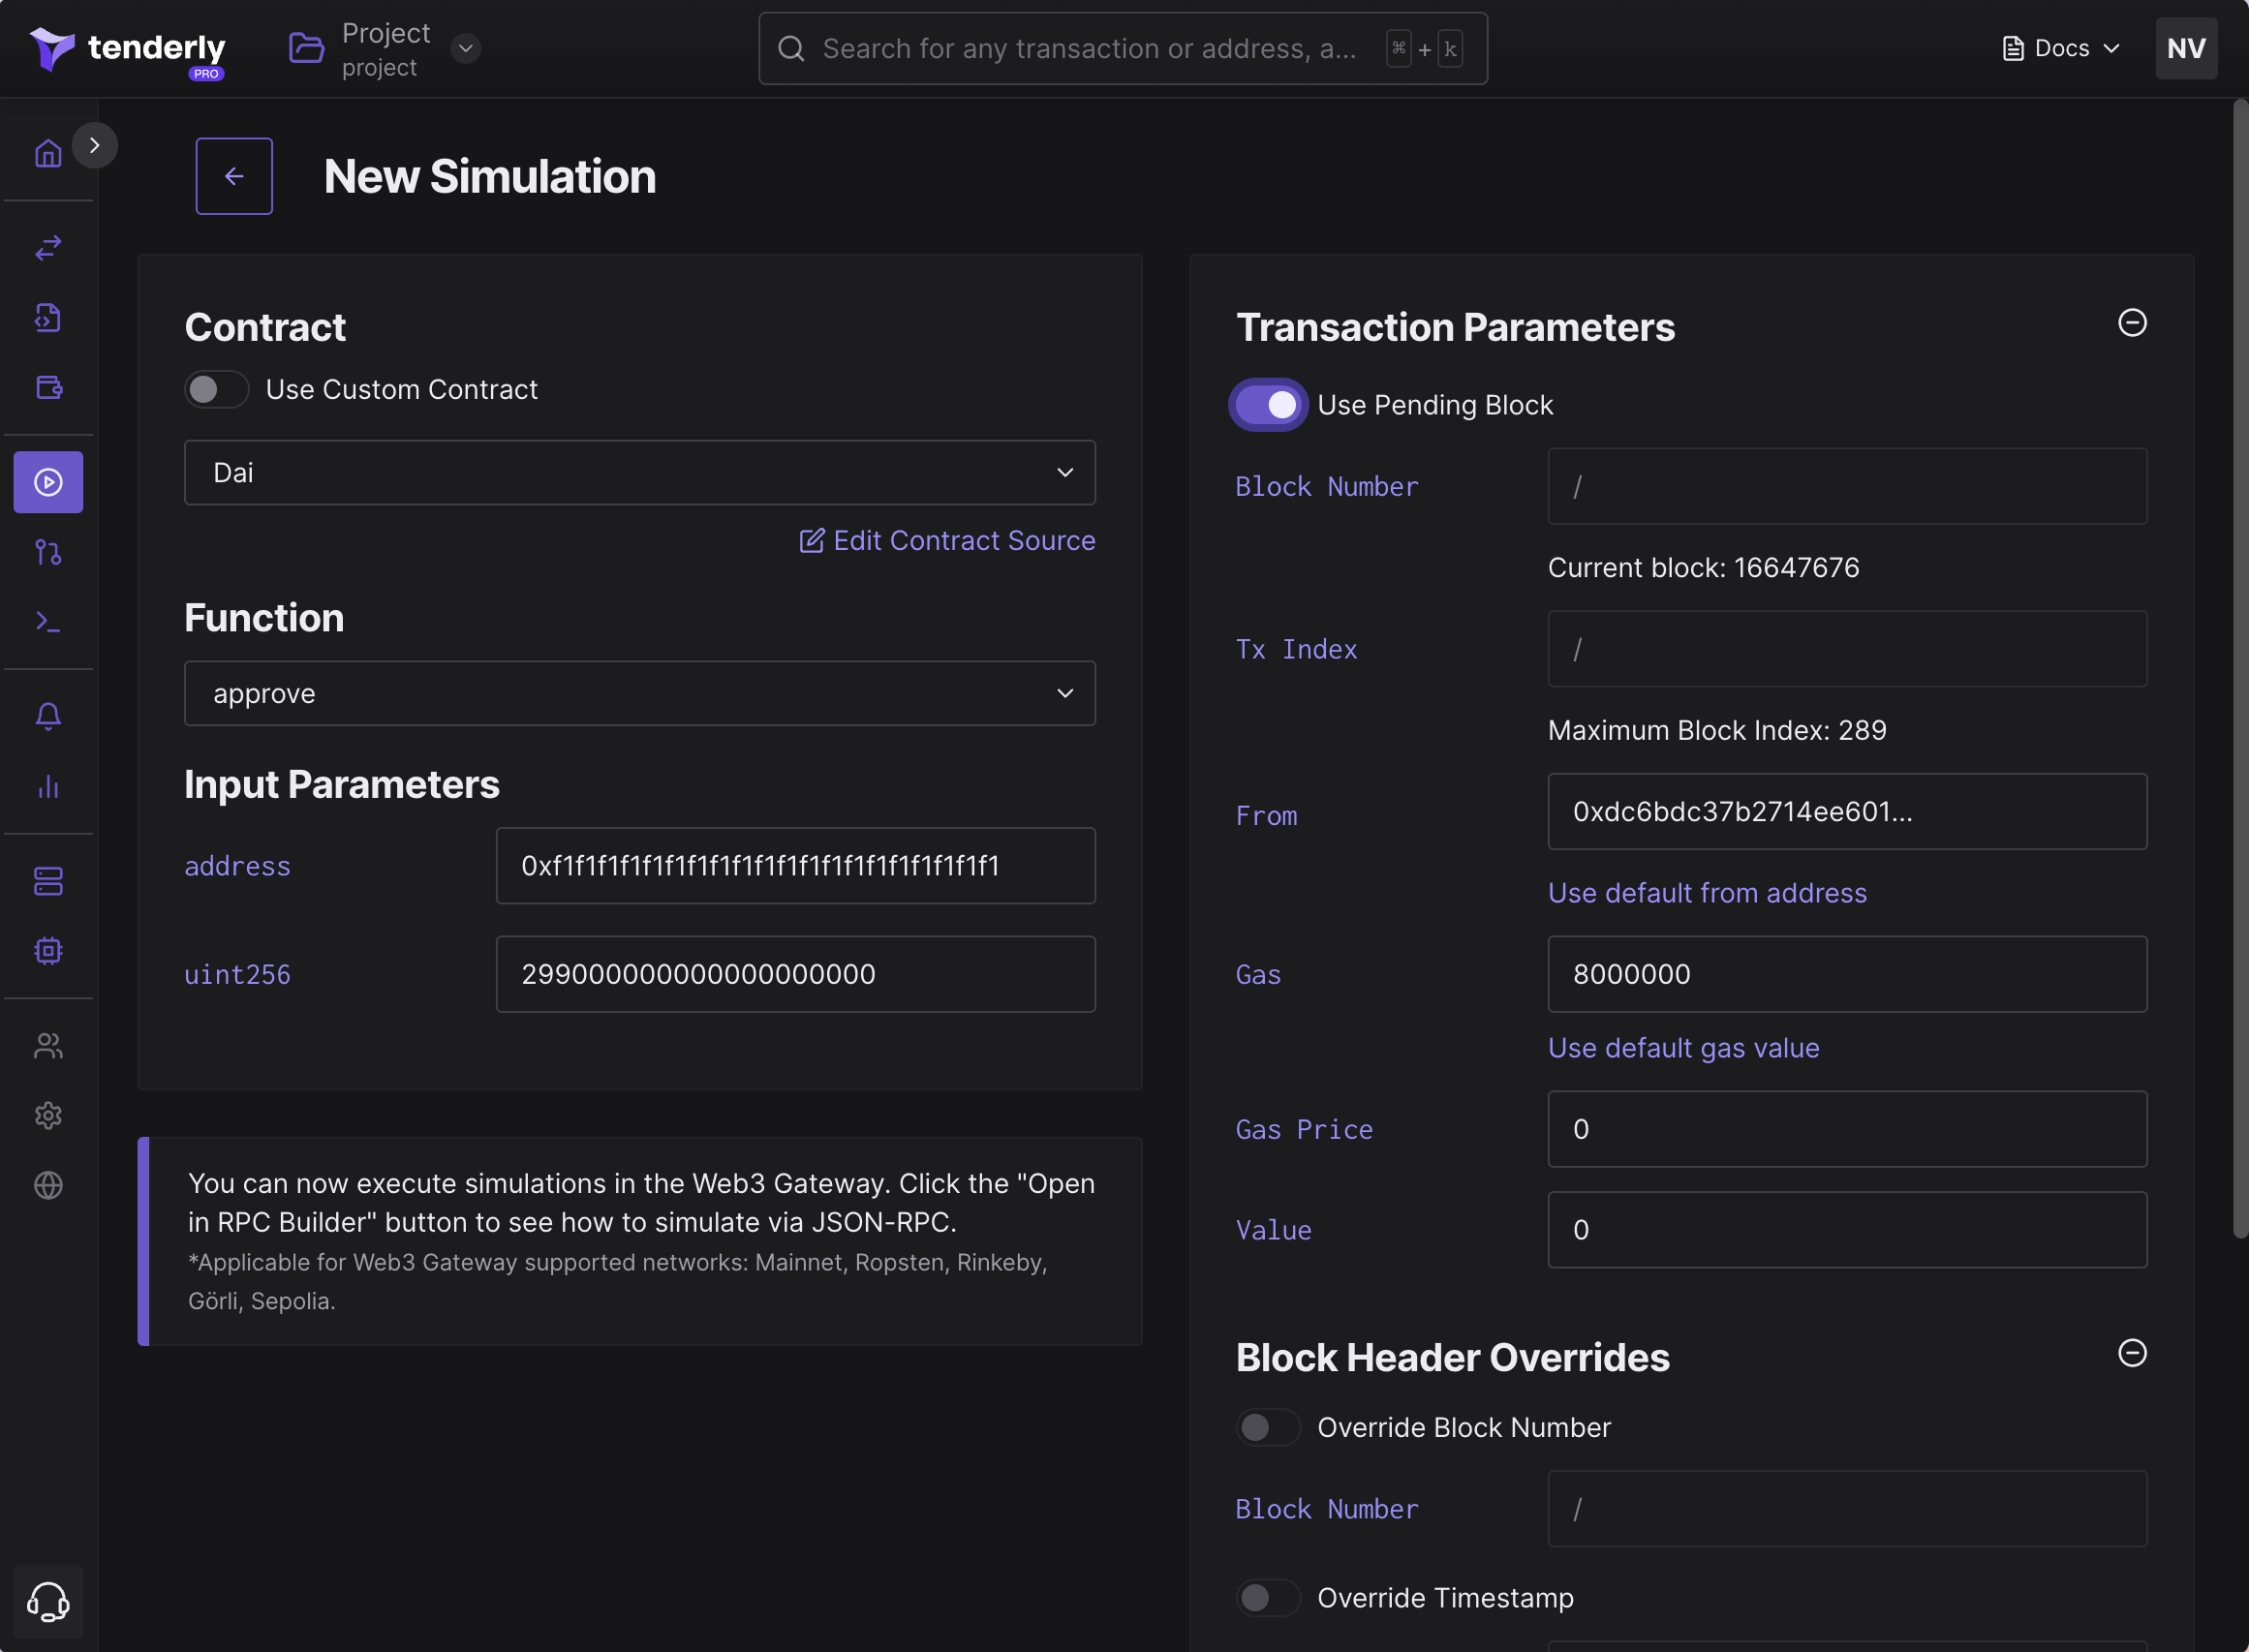 tenderly
PRO
Project
project
Search for any transaction or address, a...
⌘ + k
Docs
NV
New Simulation
Contract
Use Custom Contract
Dai
Edit Contract Source
Function
approve
Input Parameters
address
0xf1f1f1f1f1f1f1f1f1f1f1f1f1f1f1f1f1f1f1f1
uint256
299000000000000000000
You can now execute simulations in the Web3 Gateway. Click the "Open
in RPC Builder" button to see how to simulate via JSON-RPC.
*Applicable for Web3 Gateway supported networks: Mainnet, Ropsten, Rinkeby,
Görli, Sepolia.
Transaction Parameters
Use Pending Block
Block Number
/
Current block: 16647676
Tx Index
/
Maximum Block Index: 289
From
0xdc6bdc37b2714ee601...
Use default from address
Gas
8000000
Use default gas value
Gas Price
0
Value
0
Block Header Overrides
Override Block Number
Block Number
/
Override Timestamp